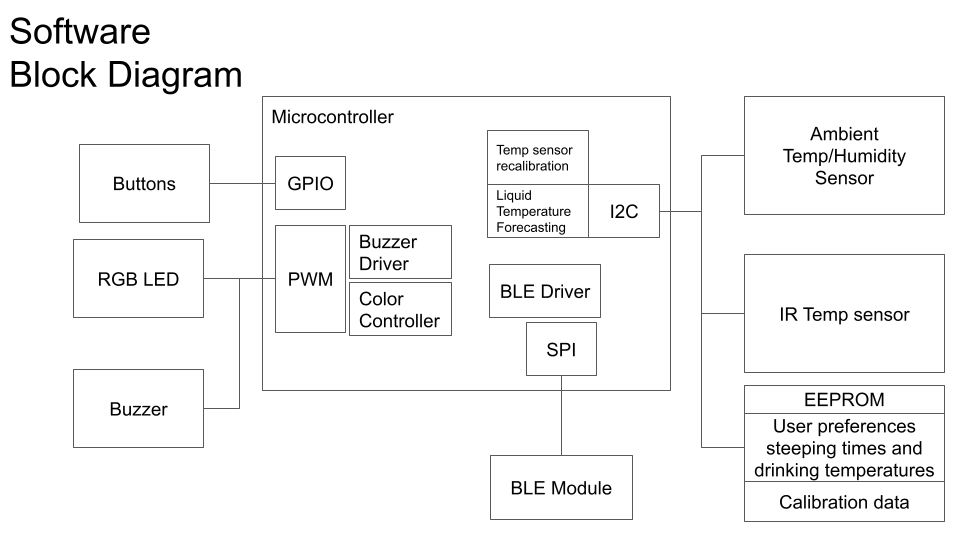 Software
Block Diagram
Microcontroller
Buttons
GPIO
RGB LED
PWM
Buzzer
Driver
Color
Controller
Buzzer
Temp sensor
recalibration
Liquid
Temperature
Forecasting
I2C
BLE Driver
SPI
BLE Module
Ambient
Temp/Humidity
Sensor
IR Temp sensor
EEPROM
User preferences
steeping times and
drinking temperatures
Calibration data